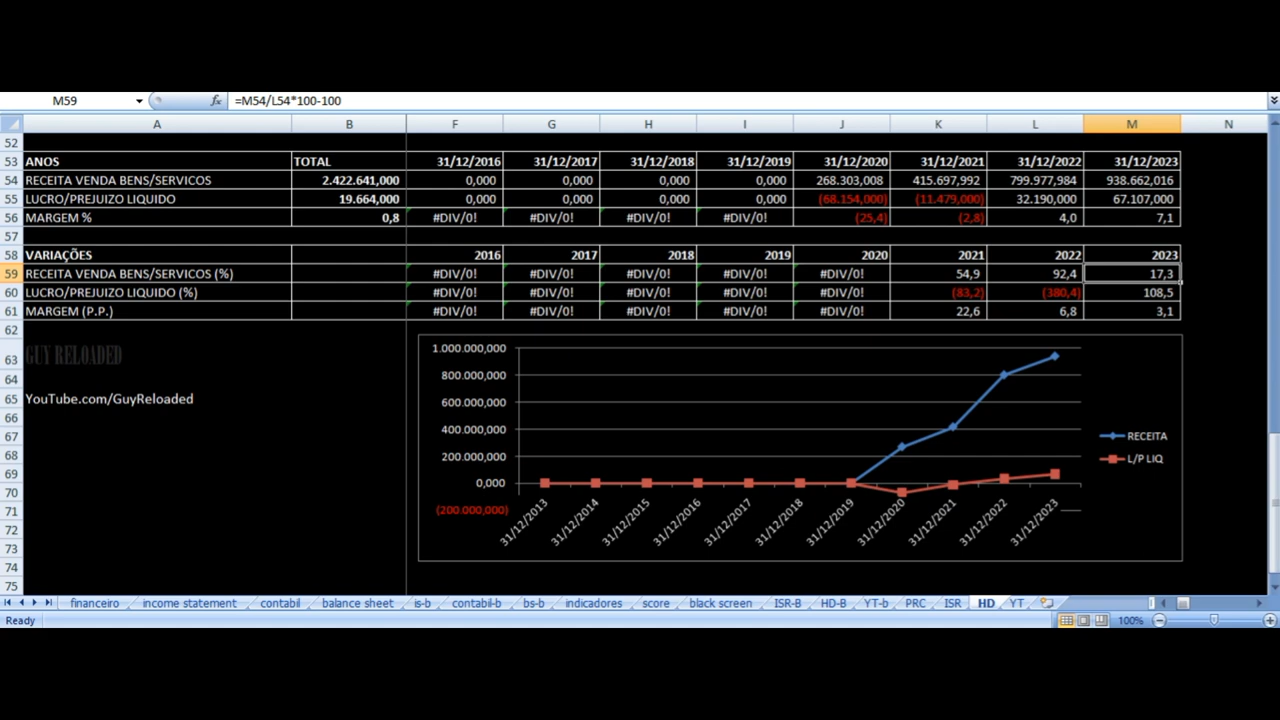 M59 fx =M54/L54*100-100
A B F G H I J K L M N
52
53 ANOS TOTAL 31/12/2016 31/12/2017 31/12/2018 31/12/2019 31/12/2020 31/12/2021 31/12/2022 31/12/2023
54 RECEITA VENDA BENS/SERVICOS 2.422.641,000 0,000 0,000 0,000 0,000 268.303,008 415.697,992 799.977,984 938.662,016
55 LUCRO/PREJUIZO LIQUIDO 19.664,000 0,000 0,000 0,000 0,000 (68.154,000) (11.479,000) 32.190,000 67.107,000
56 MARGEM % 0,8 #DIV/0! #DIV/0! #DIV/0! #DIV/0! (25,4) (2,8) 4,0 7,1
57
58 VARIAÇÕES 2016 2017 2018 2019 2020 2021 2022 2023
59 RECEITA VENDA BENS/SERVICOS (%) #DIV/0! #DIV/0! #DIV/0! #DIV/0! #DIV/0! 54,9 92,4 17,3
60 LUCRO/PREJUIZO LIQUIDO (%) #DIV/0! #DIV/0! #DIV/0! #DIV/0! #DIV/0! (83,2) (380,4) 108,5
61 MARGEM (P.P.) #DIV/0! #DIV/0! #DIV/0! #DIV/0! #DIV/0! 22,6 6,8 3,1
62
63 GUY RELOADED
64
65 YouTube.com/GuyReloaded
66
67
68
69
70
71
72
73
74
75
1.000.000,000
800.000,000
600.000,000
400.000,000
200.000,000
0,000
(200.000,000)
31/12/2013 31/12/2014 31/12/2015 31/12/2016 31/12/2017 31/12/2018 31/12/2019 31/12/2020 31/12/2021 31/12/2022 31/12/2023
RECEITA
L/P LIQ
financeiro income statement contabil balance sheet is-b contabil-b bs-b indicadores score black screen ISR-B HD-B YT-b PRC ISR HD YT
Ready 100%